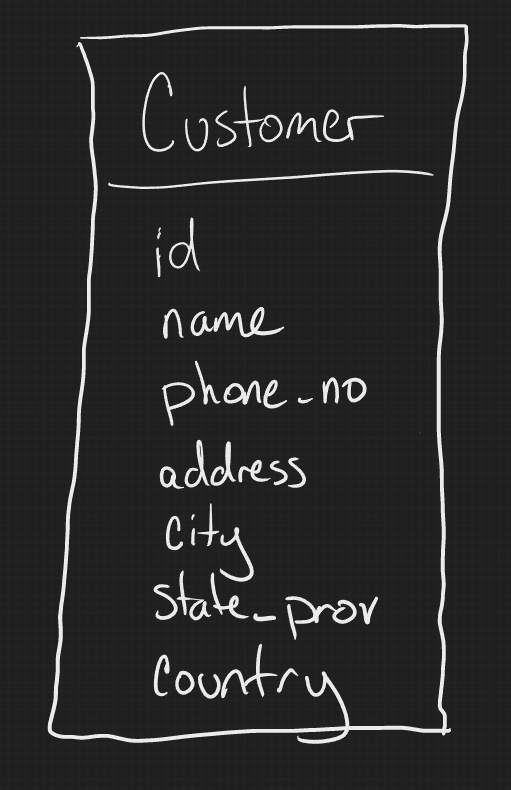 Customer
id
name
phone_no
address
city
state_prov
country